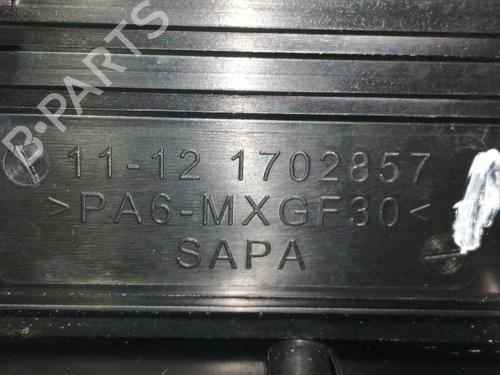 B-PARTS
11-12 1702857
>PA6-MXGF30<
SAPA